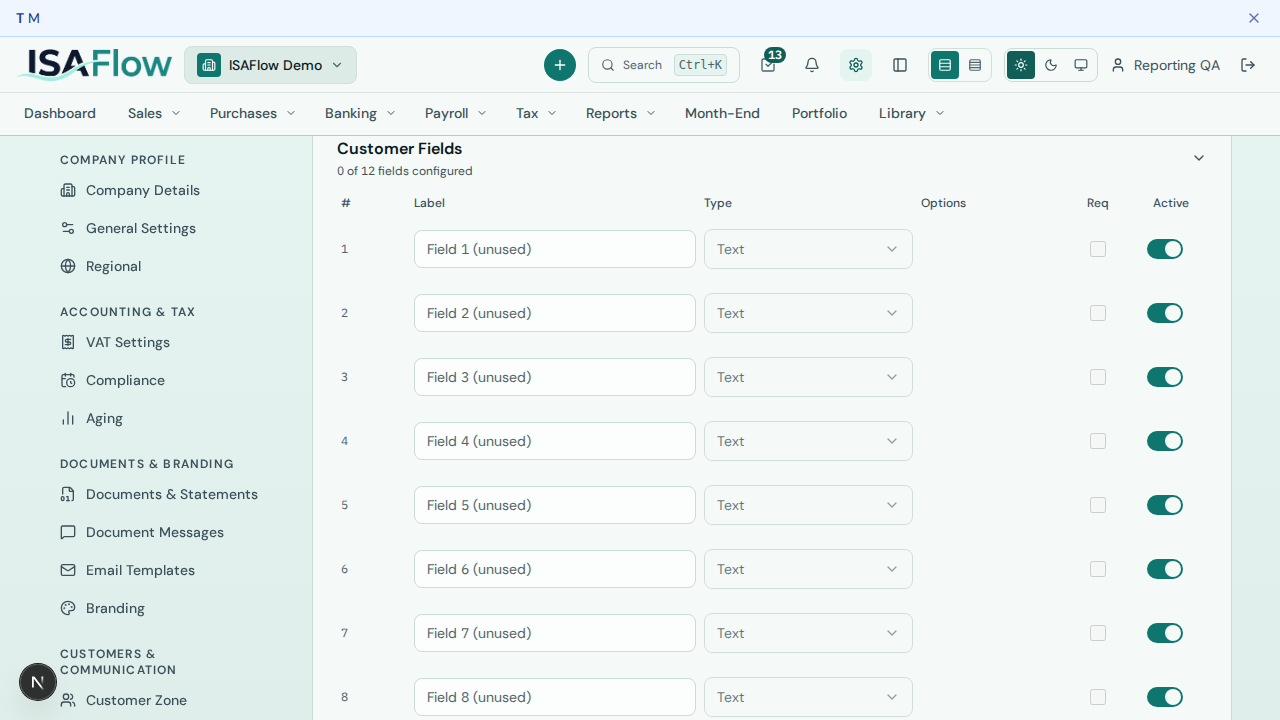 T M
ISAFlow
ISAFlow Demo
Search Ctrl+K
13
Reporting QA
Dashboard Sales Purchases Banking Payroll Tax Reports Month-End Portfolio Library
COMPANY PROFILE
Company Details
General Settings
Regional
ACCOUNTING & TAX
VAT Settings
Compliance
Aging
DOCUMENTS & BRANDING
Documents & Statements
Document Messages
Email Templates
Branding
CUSTOMERS &
COMMUNICATION
Customer Zone
N
Customer Fields
0 of 12 fields configured
# Label Type Options Req Active
1 Field 1 (unused) Text
2 Field 2 (unused) Text
3 Field 3 (unused) Text
4 Field 4 (unused) Text
5 Field 5 (unused) Text
6 Field 6 (unused) Text
7 Field 7 (unused) Text
8 Field 8 (unused) Text